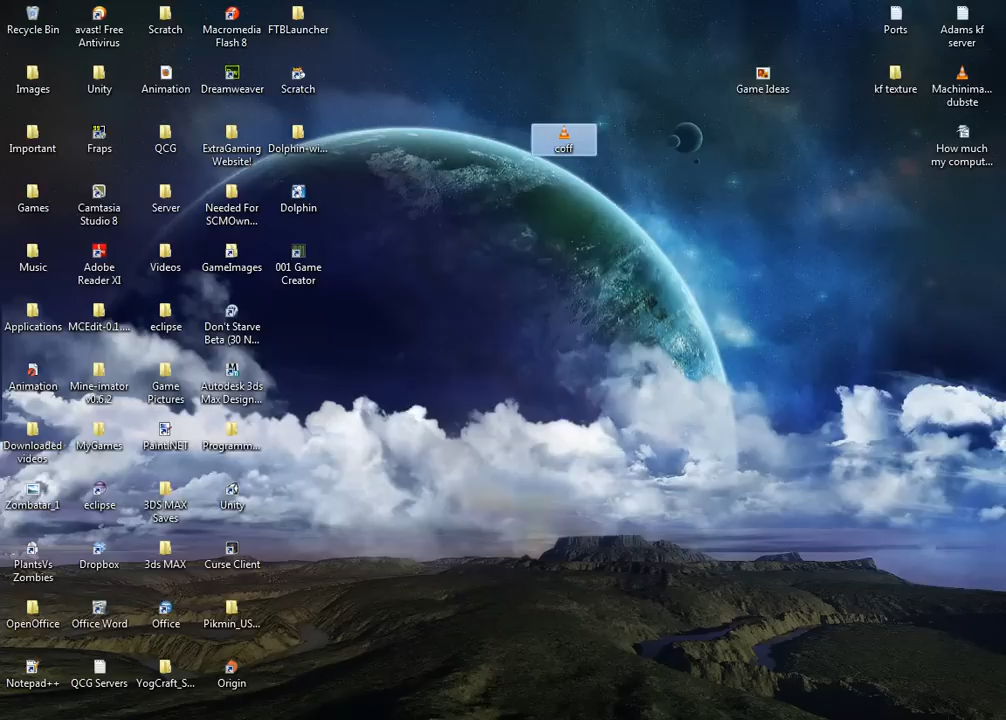 Recycle Bin
avast! Free
Antivirus
Scratch
Macromedia
Flash 8
FTBLauncher
Ports
Adams kf
server
Images
Unity
Animation
Dreamweaver
Scratch
Game Ideas
kf texture
Machinima...
dubste
Important
Fraps
QCG
ExtraGaming
Website!
Dolphin-wi...
coff
How much
my comput...
Games
Camtasia
Studio 8
Server
Needed For
SCMOwn...
Dolphin
Music
Adobe
Reader XI
Videos
GameImages
001 Game
Creator
Applications
MCEdit-0.1....
eclipse
Don't Starve
Beta (30 N...
Animation
Mine-imator
v0.6.2
Game
Pictures
Autodesk 3ds
Max Design...
Downloaded
videos
MyGames
Paint.NET
Programm...
Zombatar_1
eclipse
3DS MAX
Saves
Unity
PlantsVs
Zombies
Dropbox
3ds MAX
Curse Client
OpenOffice
Office Word
Office
Pikmin_US...
Notepad++
QCG Servers
YogCraft_S...
Origin